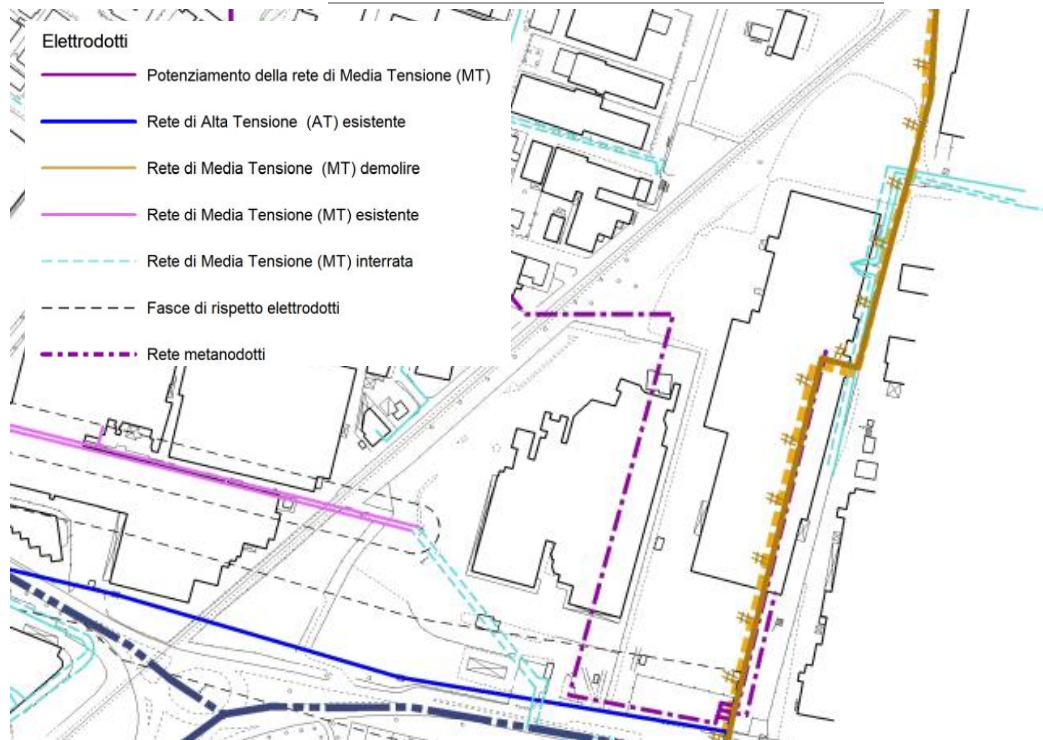 Elettrodotti
Potenziamento della rete di Media Tensione (MT)
Rete di Alta Tensione (AT) esistente
Rete di Media Tensione (MT) demolire
Rete di Media Tensione (MT) esistente
Rete di Media Tensione (MT) interrata
Fasce di rispetto elettrodotti
Rete metanodotti